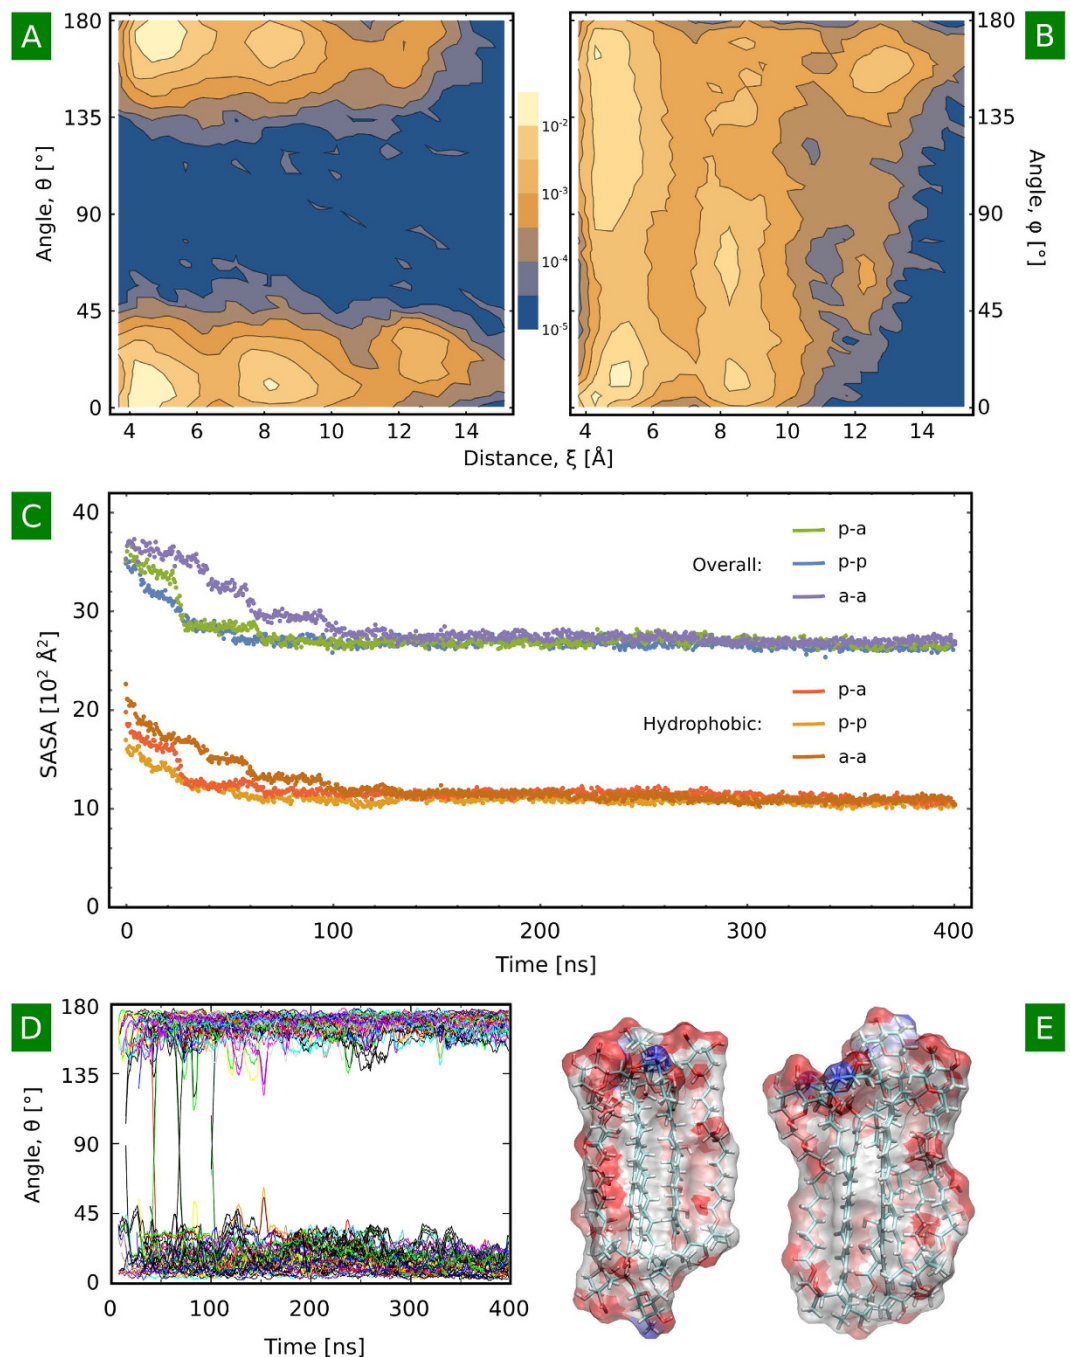 A
B
180
135
90
45
0
Angle, θ [°]
4
6
8
10
12
14
10-2
10-3
10-4
10-5
4
6
8
10
12
14
180
135
90
45
0
Angle, φ [°]
Distance, ξ [Å]
C
40
30
20
10
0
SASA [10² Å²]
Overall:
p-a
p-p
a-a
Hydrophobic:
p-a
p-p
a-a
0
100
200
300
400
Time [ns]
D
E
180
135
90
45
0
Angle, θ [°]
0
100
200
300
400
Time [ns]